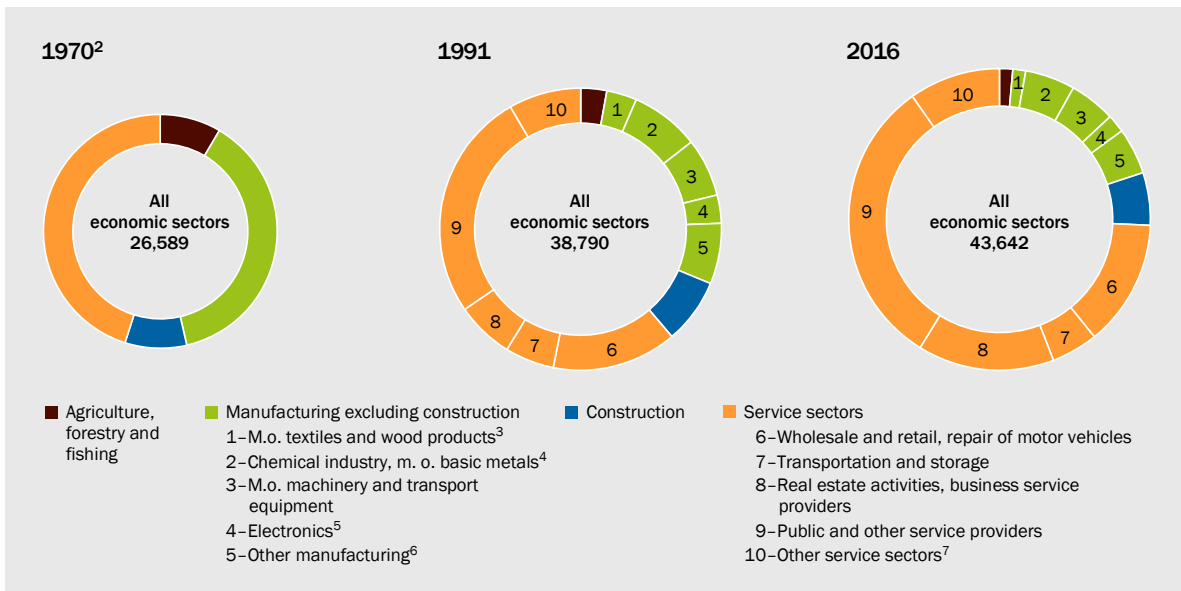 1970²
1991
2016
All
economic sectors
26,589
10
1
2
3
4
5
6
7
8
9
All
economic sectors
38,790
10
1
2
3
4
5
6
7
8
9
All
economic sectors
43,642
Agriculture,
forestry and
fishing
Manufacturing excluding construction
1–M.o. textiles and wood products³
2–Chemical industry, m. o. basic metals⁴
3–M.o. machinery and transport
equipment
4–Electronics⁵
5–Other manufacturing⁶
Construction
Service sectors
6–Wholesale and retail, repair of motor vehicles
7–Transportation and storage
8–Real estate activities, business service
providers
9–Public and other service providers
10–Other service sectors⁷